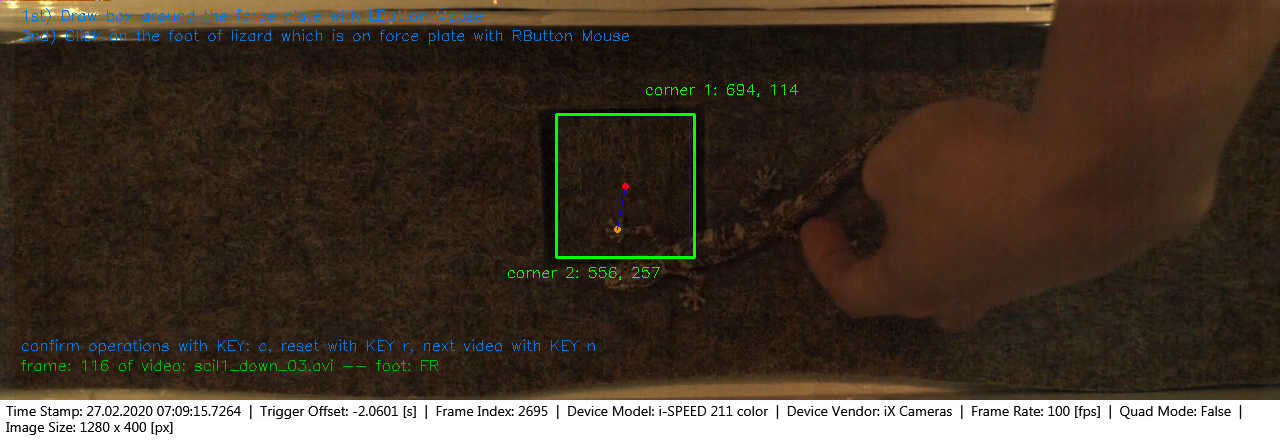 1st) Draw box around the force plate with LButton Mouse
2nd) Click on the foot of lizard which is on force plate with RButton Mouse
corner 1: 694, 114
corner 2: 556, 257
confirm operations with KEY: c, reset with KEY r, next video with KEY n
frame: 116 of video: scil1_down_03.avi -- foot: FR
Time Stamp: 27.02.2020 07:09:15.7264 | Trigger Offset: -2.0601 [s] | Frame Index: 2695 | Device Model: i-SPEED 211 color | Device Vendor: iX Cameras | Frame Rate: 100 [fps] | Quad Mode: False |
Image Size: 1280 x 400 [px]